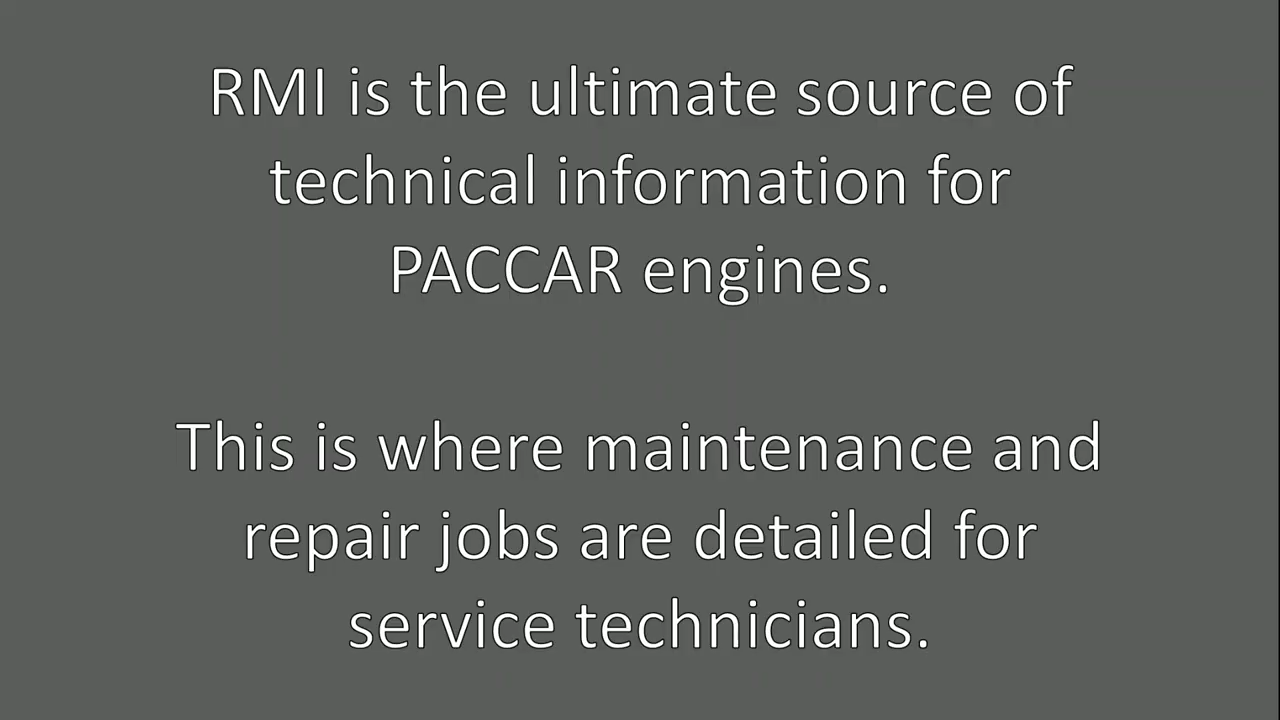 RMI is the ultimate source of
technical information for
PACCAR engines.
This is where maintenance and
repair jobs are detailed for
service technicians.